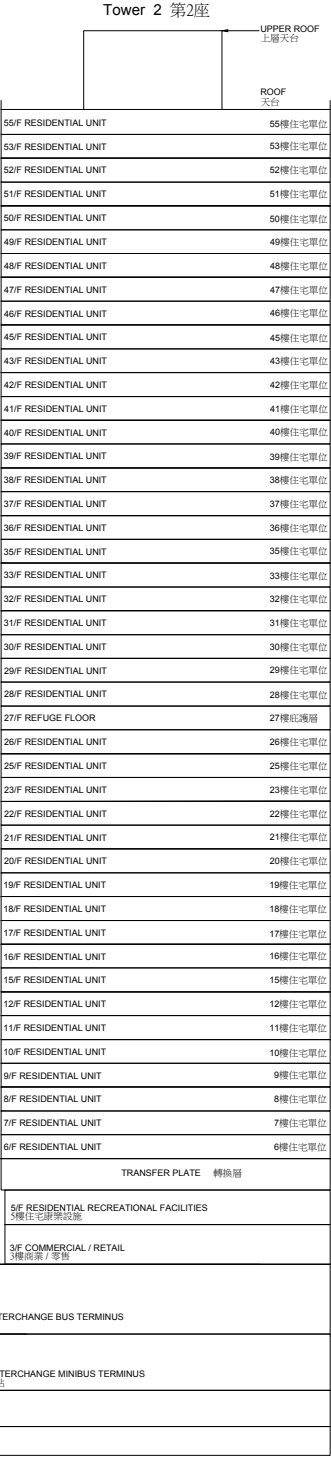 Tower 2 第2座
UPPER ROOF
上層天台
ROOF
天台
55/F RESIDENTIAL UNIT 55樓住宅單位
53/F RESIDENTIAL UNIT 53樓住宅單位
52/F RESIDENTIAL UNIT 52樓住宅單位
51/F RESIDENTIAL UNIT 51樓住宅單位
50/F RESIDENTIAL UNIT 50樓住宅單位
49/F RESIDENTIAL UNIT 49樓住宅單位
48/F RESIDENTIAL UNIT 48樓住宅單位
47/F RESIDENTIAL UNIT 47樓住宅單位
46/F RESIDENTIAL UNIT 46樓住宅單位
45/F RESIDENTIAL UNIT 45樓住宅單位
43/F RESIDENTIAL UNIT 43樓住宅單位
42/F RESIDENTIAL UNIT 42樓住宅單位
41/F RESIDENTIAL UNIT 41樓住宅單位
40/F RESIDENTIAL UNIT 40樓住宅單位
39/F RESIDENTIAL UNIT 39樓住宅單位
38/F RESIDENTIAL UNIT 38樓住宅單位
37/F RESIDENTIAL UNIT 37樓住宅單位
36/F RESIDENTIAL UNIT 36樓住宅單位
35/F RESIDENTIAL UNIT 35樓住宅單位
33/F RESIDENTIAL UNIT 33樓住宅單位
32/F RESIDENTIAL UNIT 32樓住宅單位
31/F RESIDENTIAL UNIT 31樓住宅單位
30/F RESIDENTIAL UNIT 30樓住宅單位
29/F RESIDENTIAL UNIT 29樓住宅單位
28/F RESIDENTIAL UNIT 28樓住宅單位
27/F REFUGE FLOOR 27樓庇護層
26/F RESIDENTIAL UNIT 26樓住宅單位
25/F RESIDENTIAL UNIT 25樓住宅單位
23/F RESIDENTIAL UNIT 23樓住宅單位
22/F RESIDENTIAL UNIT 22樓住宅單位
21/F RESIDENTIAL UNIT 21樓住宅單位
20/F RESIDENTIAL UNIT 20樓住宅單位
19/F RESIDENTIAL UNIT 19樓住宅單位
18/F RESIDENTIAL UNIT 18樓住宅單位
17/F RESIDENTIAL UNIT 17樓住宅單位
16/F RESIDENTIAL UNIT 16樓住宅單位
15/F RESIDENTIAL UNIT 15樓住宅單位
12/F RESIDENTIAL UNIT 12樓住宅單位
11/F RESIDENTIAL UNIT 11樓住宅單位
10/F RESIDENTIAL UNIT 10樓住宅單位
9/F RESIDENTIAL UNIT 9樓住宅單位
8/F RESIDENTIAL UNIT 8樓住宅單位
7/F RESIDENTIAL UNIT 7樓住宅單位
6/F RESIDENTIAL UNIT 6樓住宅單位
TRANSFER PLATE 轉換層
5/F RESIDENTIAL RECREATIONAL FACILITIES
5樓住宅康樂設施
3/F COMMERCIAL / RETAIL
3樓商業 / 零售
TERCHANGE BUS TERMINUS
TERCHANGE MINIBUS TERMINUS
站